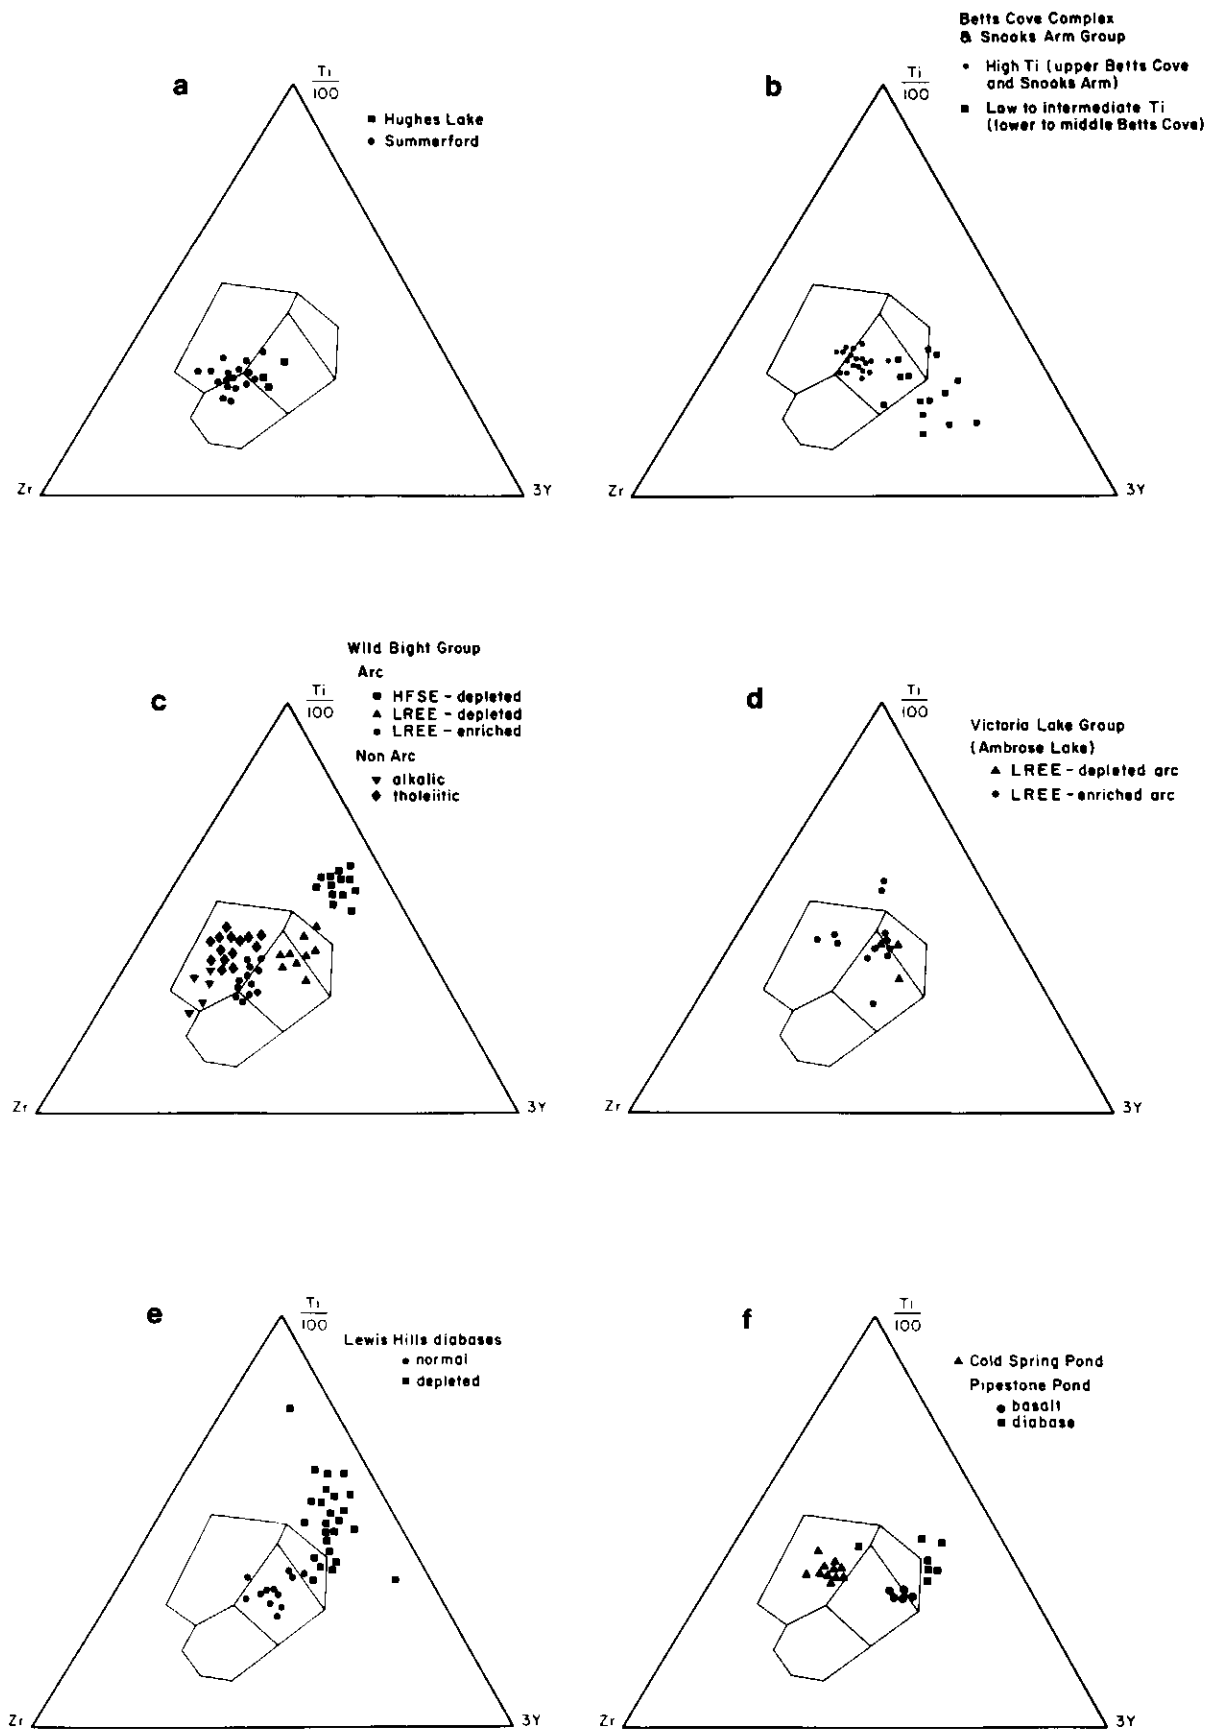 a
Ti
100
Hughes Lake
Summerford
Zr
3Y
b
Ti
100
Betts Cove Complex
& Snooks Arm Group
High Ti (upper Betts Cove
and Snooks Arm)
Low to intermediate Ti
(lower to middle Betts Cove)
Zr
3Y
c
Ti
100
Wild Bight Group
Arc
HFSE - depleted
LREE - depleted
LREE - enriched
Non Arc
alkalic
tholeiitic
Zr
3Y
d
Ti
100
Victoria Lake Group
(Ambrose Lake)
LREE - depleted arc
LREE - enriched arc
Zr
3Y
e
Ti
100
Lewis Hills diabases
normal
depleted
Zr
3Y
f
Ti
100
Cold Spring Pond
Pipestone Pond
basalt
diabase
Zr
3Y